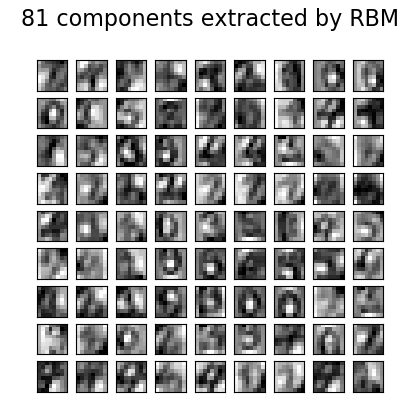 81 components extracted by RBM